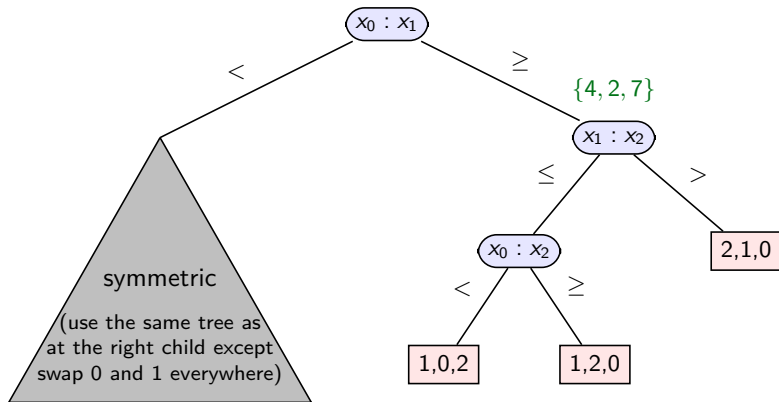 x₀ : x₁
<
≥
{4, 2, 7}
x₁ : x₂
≤
>
x₀ : x₂
2,1,0
<
≥
symmetric
(use the same tree as
at the right child except
swap 0 and 1 everywhere)
1,0,2
1,2,0